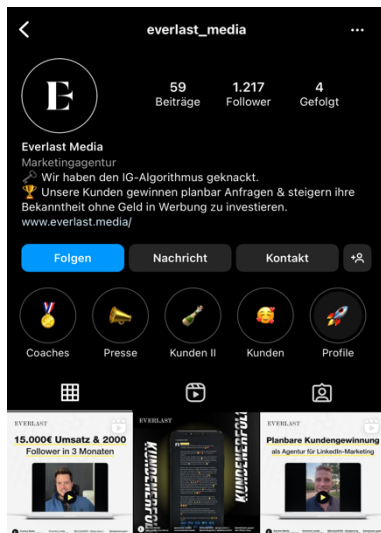 everlast_media
59
1.217
4
Beiträge
Follower
Gefolgt
Everlast Media
Marketingagentur
Wir haben den IG-Algorithmus geknackt.
Unsere Kunden gewinnen planbar Anfragen & steigern ihre
Bekanntheit ohne Geld in Werbung zu investieren.
www.everlast.media/
Folgen
Nachricht
Kontakt
Coaches
Presse
Kunden II
Kunden
Profile
EVERLAST
15.000€ Umsatz & 2000
Follower in 3 Monaten
EVERLAST
EVERLAST
Planbare Kundengewinnung
als Agentur für LinkedIn-Marketing